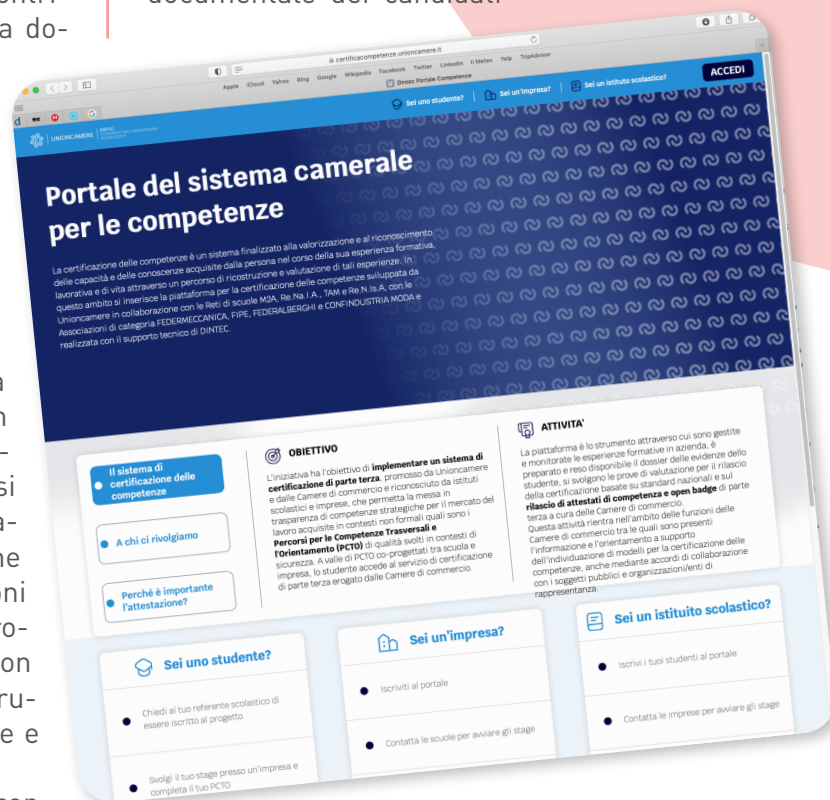 documentale dei candidati
a do-
certificacompetenze.unioncamere.it
Apple iCloud Yahoo Bing Google Wikipedia Facebook Twitter LinkedIn Il Meteo Yelp TripAdvisor
Dintec Portale Competenze
UNIONCAMERE
Sei uno studente? Sei un'impresa? Sei un istituto scolastico? ACCEDI
Portale del sistema camerale
per le competenze
La certificazione delle competenze è un sistema finalizzato alla valorizzazione e al riconoscimento
delle capacità e delle conoscenze acquisite dalla persona nel corso della sua esperienza formativa,
lavorativa e di vita attraverso un percorso di ricostruzione e valutazione di tali esperienze. In
questo ambito si inserisce la piattaforma per la certificazione delle competenze sviluppata da
Unioncamere in collaborazione con le Reti di scuole M2A, Re.Na.I.A., TAM e Re.N.Is.A, con le
Associazioni di categoria FEDERMECCANICA, FIPE, FEDERALBERGHI e CONFINDUSTRIA MODA e
realizzata con il supporto tecnico di DINTEC.
Il sistema di
certificazione delle
competenze
A chi ci rivolgiamo
Perché è importante
l'attestazione?
OBIETTIVO
L'iniziativa ha l'obiettivo di implementare un sistema di
certificazione di parte terza, promosso da Unioncamere
e dalle Camere di commercio e riconosciuto da istituti
scolastici e imprese, che permetta la messa in
trasparenza di competenze strategiche per il mercato del
lavoro acquisite in contesti non formali quali sono i
Percorsi per le Competenze Trasversali e
l'Orientamento (PCTO) di qualità svolti in contesti di
sicurezza. A valle di PCTO co-progettati tra scuola e
impresa, lo studente accede al servizio di certificazione
di parte terza erogato dalle Camere di commercio.
ATTIVITA'
La piattaforma è lo strumento attraverso cui sono gestite
e monitorate le esperienze formative in azienda, è
preparato e reso disponibile il dossier delle evidenze dello
studente, si svolgono le prove di valutazione per il rilascio
della certificazione basate su standard nazionali e sul
rilascio di attestati di competenza e open badge di parte
terza a cura delle Camere di commercio.
Questa attività rientra nell'ambito delle funzioni delle
Camere di commercio tra le quali sono presenti
l'informazione e l'orientamento a supporto
dell'individuazione di modelli per la certificazione delle
competenze, anche mediante accordi di collaborazione
con i soggetti pubblici e organizzazioni/enti di
rappresentanza.
Sei uno studente?
Chiedi al tuo referente scolastico di
essere iscritto al progetto
Svolgi il tuo stage presso un'impresa e
completa il tuo PCTO
Sei un'impresa?
Iscriviti al portale
Contatta le scuole per avviare gli stage
Sei un istituito scolastico?
Iscrivi i tuoi studenti al portale
Contatta le imprese per avviare gli stage